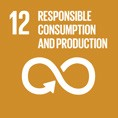 12 RESPONSIBLE
CONSUMPTION
AND PRODUCTION